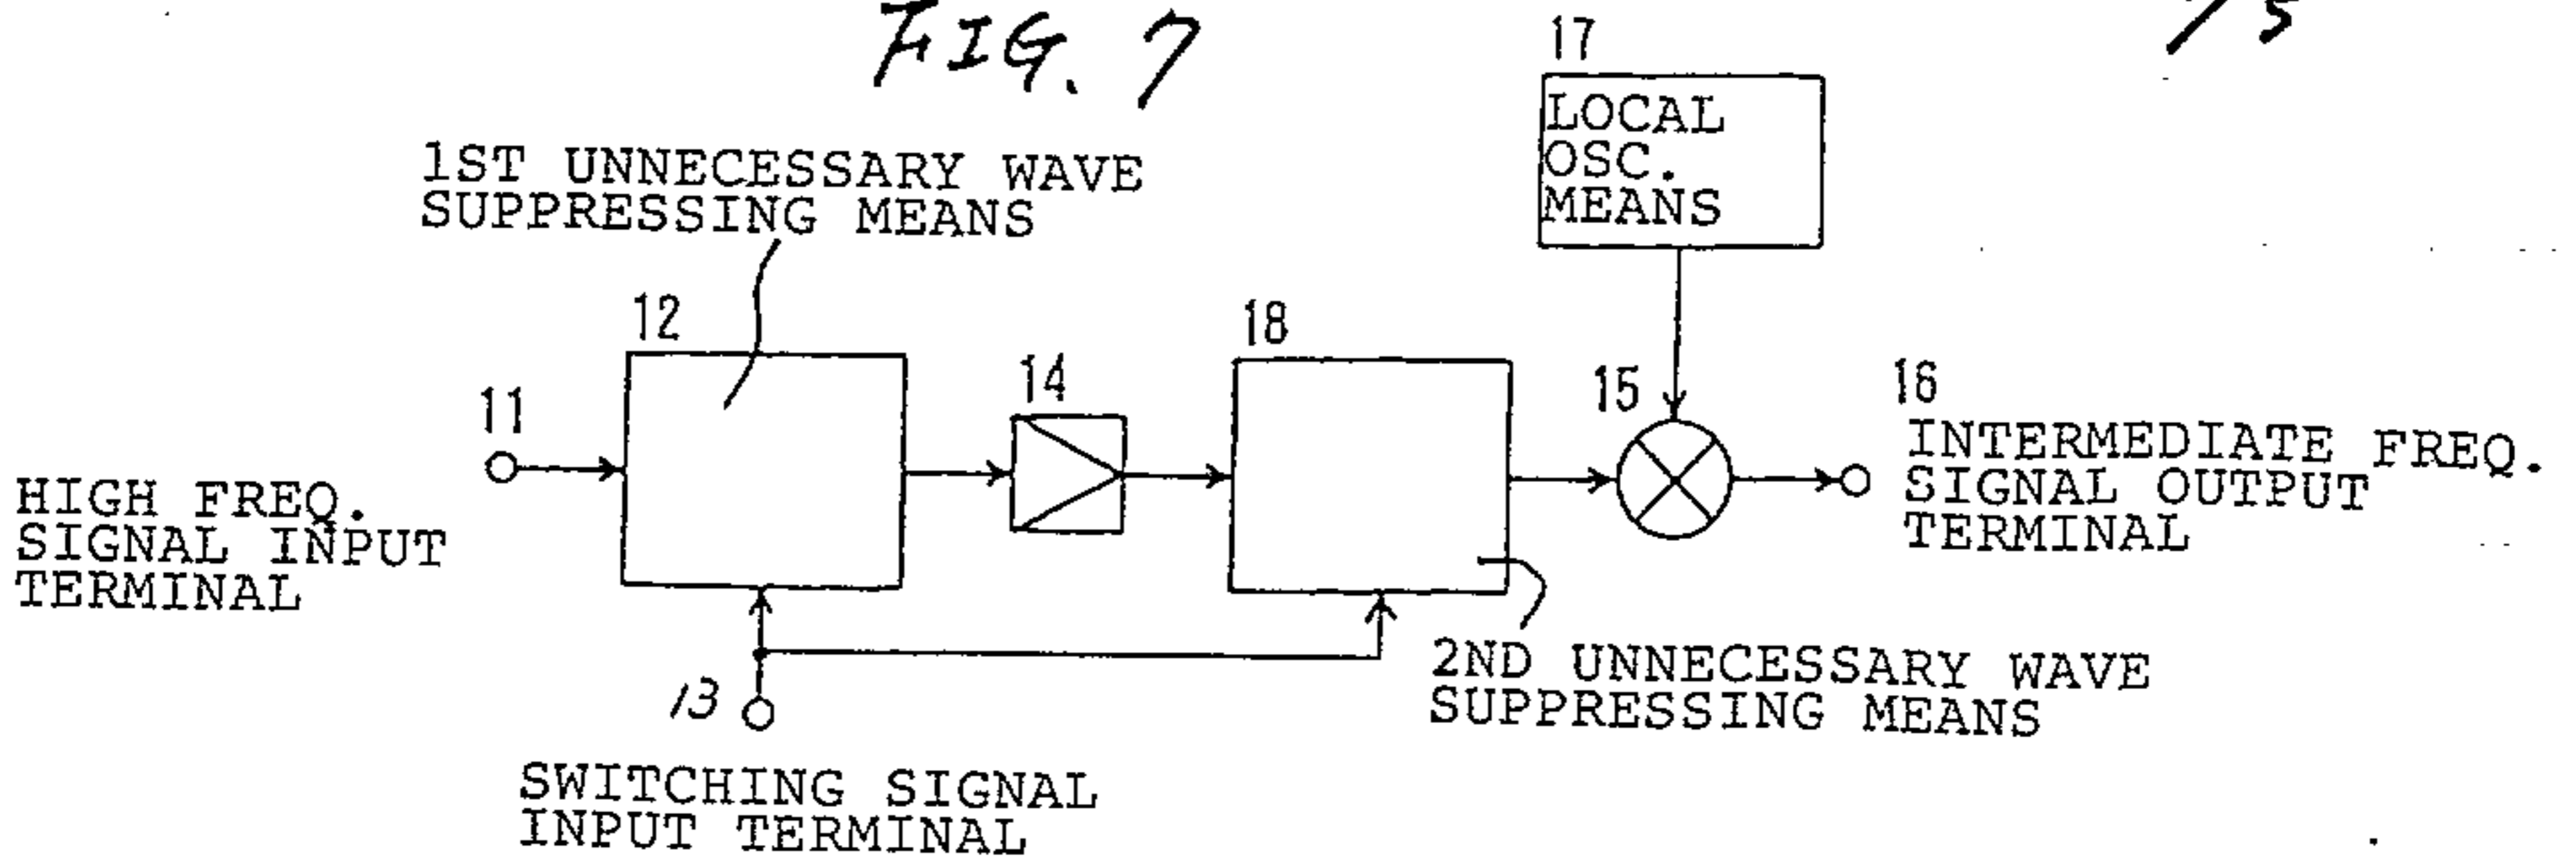 FIG. 7
/5
17
LOCAL
OSC.
MEANS
1ST UNNECESSARY WAVE
SUPPRESSING MEANS
12
18
14
15
16
11
HIGH FREQ.
SIGNAL INPUT
TERMINAL
INTERMEDIATE FREQ.
SIGNAL OUTPUT
TERMINAL
2ND UNNECESSARY WAVE
SUPPRESSING MEANS
13
SWITCHING SIGNAL
INPUT TERMINAL